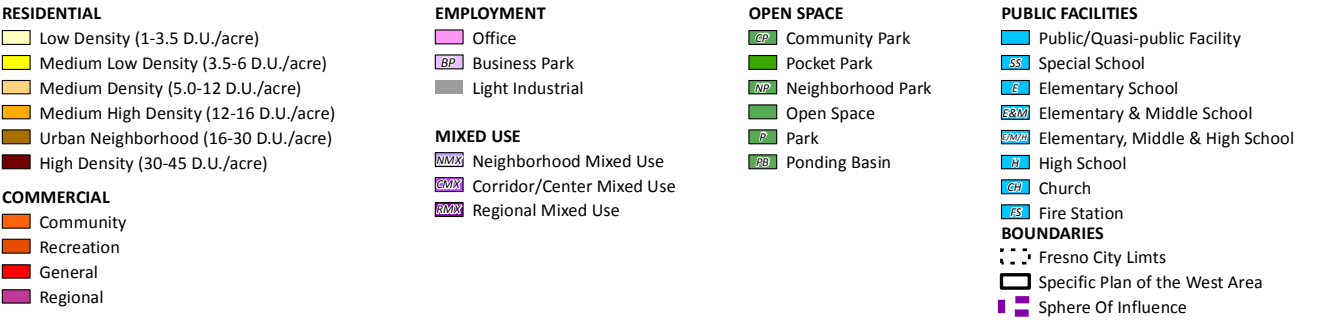 RESIDENTIAL
Low Density (1-3.5 D.U./acre)
Medium Low Density (3.5-6 D.U./acre)
Medium Density (5.0-12 D.U./acre)
Medium High Density (12-16 D.U./acre)
Urban Neighborhood (16-30 D.U./acre)
High Density (30-45 D.U./acre)
COMMERCIAL
Community
Recreation
General
Regional
EMPLOYMENT
Office
BP Business Park
Light Industrial
MIXED USE
NMX Neighborhood Mixed Use
CMX Corridor/Center Mixed Use
RMX Regional Mixed Use
OPEN SPACE
CP Community Park
Pocket Park
NP Neighborhood Park
Open Space
P Park
PB Ponding Basin
PUBLIC FACILITIES
Public/Quasi-public Facility
SS Special School
E Elementary School
E&M Elementary & Middle School
E/M/H Elementary, Middle & High School
H High School
CH Church
FS Fire Station
BOUNDARIES
Fresno City Limts
Specific Plan of the West Area
Sphere Of Influence